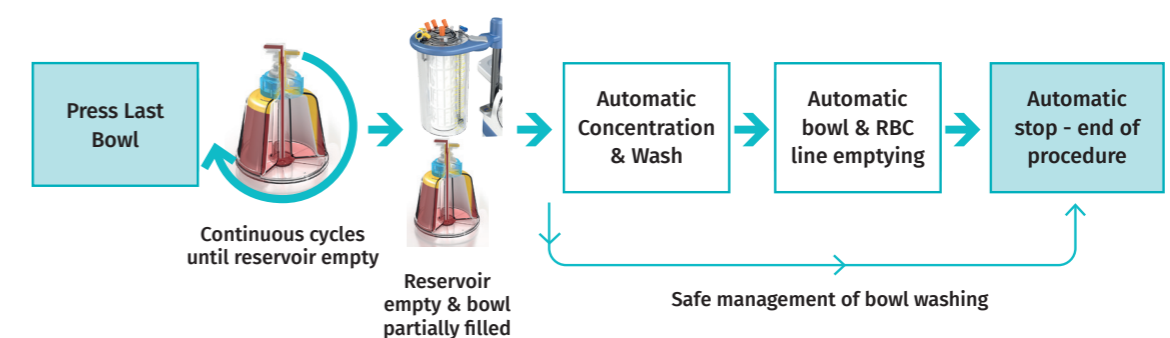 Press Last
Bowl
Continuous cycles
until reservoir empty
Reservoir
empty & bowl
partially filled
Automatic
Concentration
& Wash
Automatic
bowl & RBC
line emptying
Automatic
stop - end of
procedure
Safe management of bowl washing